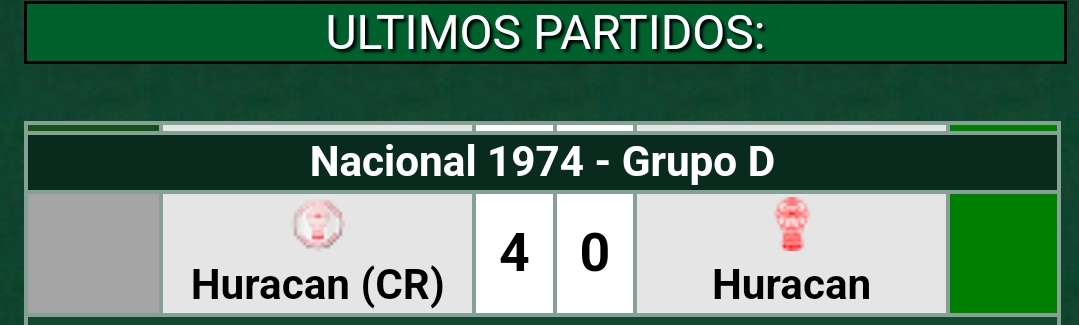 ULTIMOS PARTIDOS:
Nacional 1974 - Grupo D
4 0
Huracan (CR) Huracan